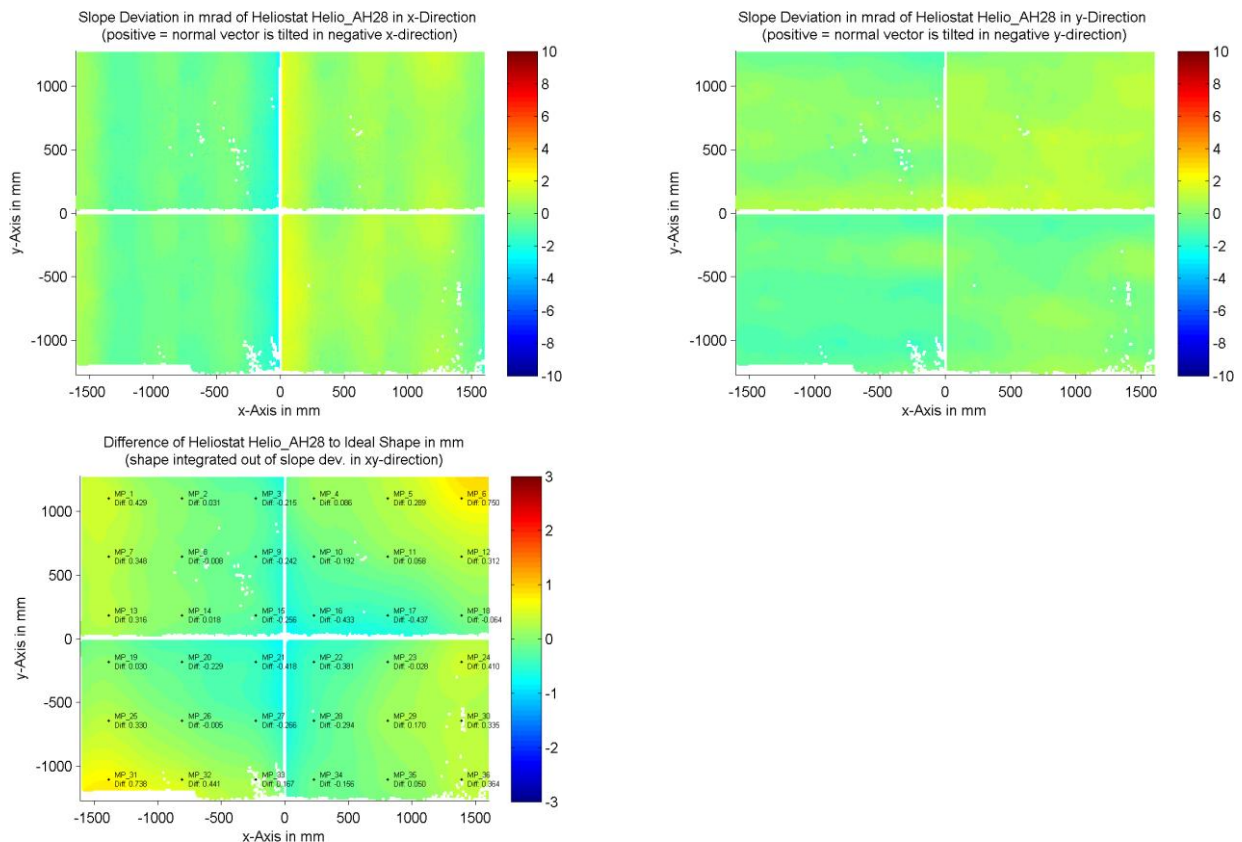 Slope Deviation in mrad of Heliostat Helio_AH28 in x-Direction
(positive = normal vector is tilted in negative x-direction)
y-Axis in mm
1000
500
0
-500
-1000
-1500 -1000 -500 0 500 1000 1500
x-Axis in mm
10
8
6
4
2
0
-2
-4
-6
-8
-10
Slope Deviation in mrad of Heliostat Helio_AH28 in y-Direction
(positive = normal vector is tilted in negative y-direction)
y-Axis in mm
1000
500
0
-500
-1000
-1500 -1000 -500 0 500 1000 1500
x-Axis in mm
10
8
6
4
2
0
-2
-4
-6
-8
-10
Difference of Heliostat Helio_AH28 to Ideal Shape in mm
(shape integrated out of slope dev. in xy-direction)
y-Axis in mm
1000
500
0
-500
-1000
MP_1 MP_2 MP_3 MP_4 MP_5 MP_6
Diff: 0.429 Diff: 0.031 Diff: -0.215 Diff: 0.086 Diff: 0.289 Diff: 0.750
MP_7 MP_8 MP_9 MP_10 MP_11 MP_12
Diff: 0.348 Diff: -0.008 Diff: -0.242 Diff: -0.192 Diff: 0.058 Diff: 0.312
MP_13 MP_14 MP_15 MP_16 MP_17 MP_18
Diff: 0.316 Diff: 0.018 Diff: -0.256 Diff: -0.433 Diff: -0.437 Diff: -0.064
MP_19 MP_20 MP_21 MP_22 MP_23 MP_24
Diff: 0.030 Diff: -0.229 Diff: -0.418 Diff: -0.381 Diff: -0.028 Diff: 0.410
MP_25 MP_26 MP_27 MP_28 MP_29 MP_30
Diff: 0.330 Diff: -0.005 Diff: -0.266 Diff: -0.294 Diff: 0.170 Diff: 0.335
MP_31 MP_32 MP_33 MP_34 MP_35 MP_36
Diff: 0.738 Diff: 0.441 Diff: 0.167 Diff: -0.156 Diff: 0.050 Diff: 0.364
-1500 -1000 -500 0 500 1000 1500
x-Axis in mm
3
2
1
0
-1
-2
-3